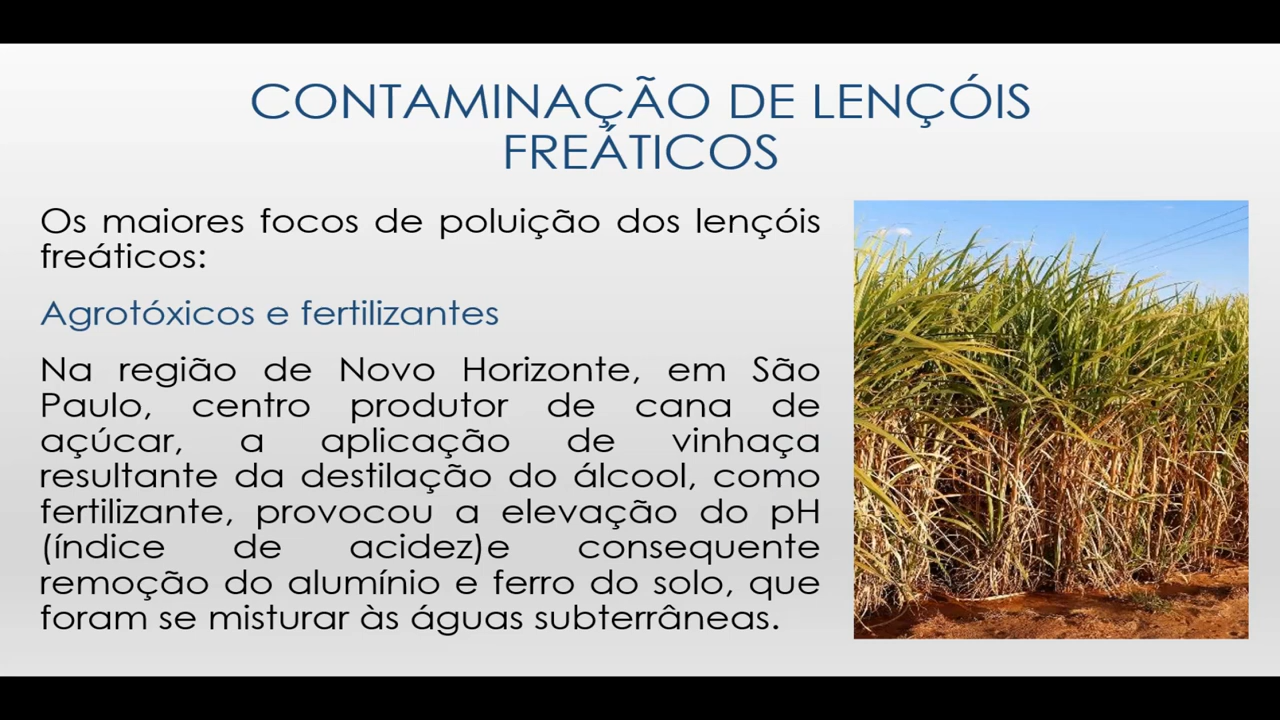 CONTAMINAÇÃO DE LENÇÓIS
FREÁTICOS
Os maiores focos de poluição dos lençóis
freáticos:
Agrotóxicos e fertilizantes
Na região de Novo Horizonte, em São
Paulo, centro produtor de cana de
açúcar, a aplicação de vinhaça
resultante da destilação do álcool, como
fertilizante, provocou a elevação do pH
(índice de acidez)e consequente
remoção do alumínio e ferro do solo, que
foram se misturar às águas subterrâneas.